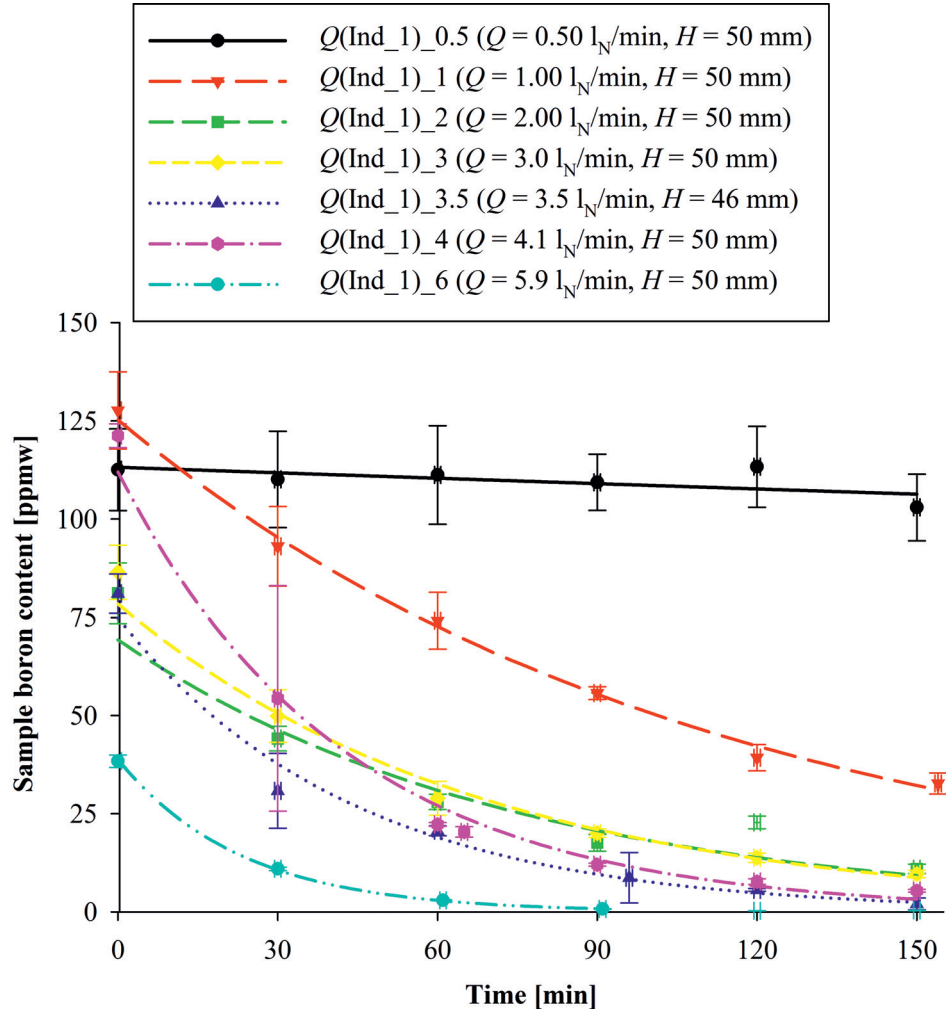 Q(Ind_1)_0.5 (Q = 0.50 lN/min, H = 50 mm)
Q(Ind_1)_1 (Q = 1.00 lN/min, H = 50 mm)
Q(Ind_1)_2 (Q = 2.00 lN/min, H = 50 mm)
Q(Ind_1)_3 (Q = 3.0 lN/min, H = 50 mm)
Q(Ind_1)_3.5 (Q = 3.5 lN/min, H = 46 mm)
Q(Ind_1)_4 (Q = 4.1 lN/min, H = 50 mm)
Q(Ind_1)_6 (Q = 5.9 lN/min, H = 50 mm)
150
125
100
75
50
25
0
Sample boron content [ppmw]
0 30 60 90 120 150
Time [min]